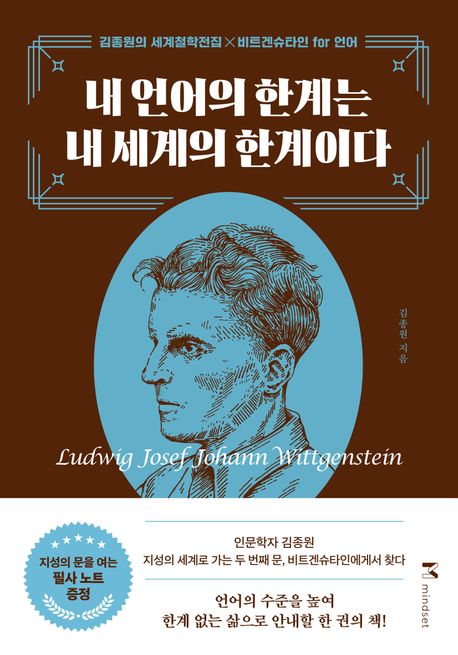 김종원의 세계철학전집×비트겐슈타인 for 언어
내 언어의 한계는
내 세계의 한계이다
김종원 지음
Ludwig Josef Johann Wittgenstein
지성의 문을 여는
필사 노트
증정
인문학자 김종원
지성의 세계로 가는 두 번째 문, 비트겐슈타인에게서 찾다
언어의 수준을 높여
한계 없는 삶으로 안내할 한 권의 책!
mindset